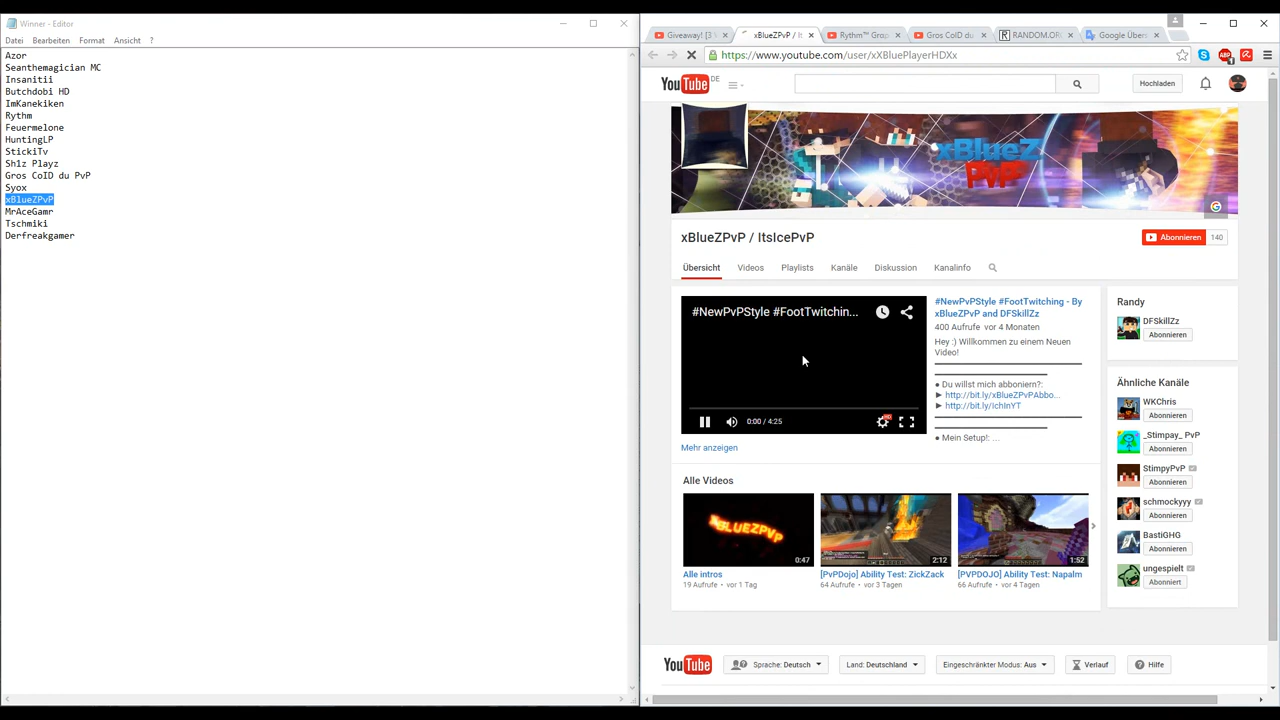 Winner - Editor
Datei Bearbeiten Format Ansicht ?
Azor
Seanthemagician MC
Insanitii
Butchdobi HD
ImKanekiken
Rythm
Feuermelone
HuntingLP
StickiTv
Sh1z Playz
Gros CoID du PvP
Syox
xBlueZPvP
MrAceGamr
Tschmiki
Derfreakgamer
Giveaway! [3 xBlueZPvP / It Rythm™ Gra Gros CoID du RANDOM.OR Google Übers
https://www.youtube.com/user/xXBluePlayerHDXx
ABP 1
YouTube DE
Hochladen
xBlueZ
PvP
xBlueZPvP / ItsIcePvP
Abonnieren 140
Übersicht Videos Playlists Kanäle Diskussion Kanalinfo
#NewPvPStyle #FootTwitchin...
0:00 / 4:25
HD
#NewPvPStyle #FootTwitching - By
xBlueZPvP and DFSkillZz
400 Aufrufe vor 4 Monaten
Hey :) Willkommen zu einem Neuen
Video!
● Du willst mich abboniern?:
► http://bit.ly/xBlueZPvPAbbo...
► http://bit.ly/IchInYT
● Mein Setup!: ...
Mehr anzeigen
Alle Videos
XBLUEZPVP
0:47
2:12
1:52
Alle intros
19 Aufrufe • vor 1 Tag
[PvPDojo] Ability Test: ZickZack
64 Aufrufe • vor 3 Tagen
[PVPDOJO] Ability Test: Napalm
66 Aufrufe • vor 4 Tagen
Randy
DFSkillZz
Abonnieren
Ähnliche Kanäle
WKChris
Abonnieren
_Stimpay_ PvP
Abonnieren
StimpyPvP
Abonnieren
schmockyyy
Abonnieren
BastiGHG
Abonnieren
ungespielt
Abonniert
YouTube
Sprache: Deutsch
Land: Deutschland
Eingeschränkter Modus: Aus
Verlauf
Hilfe